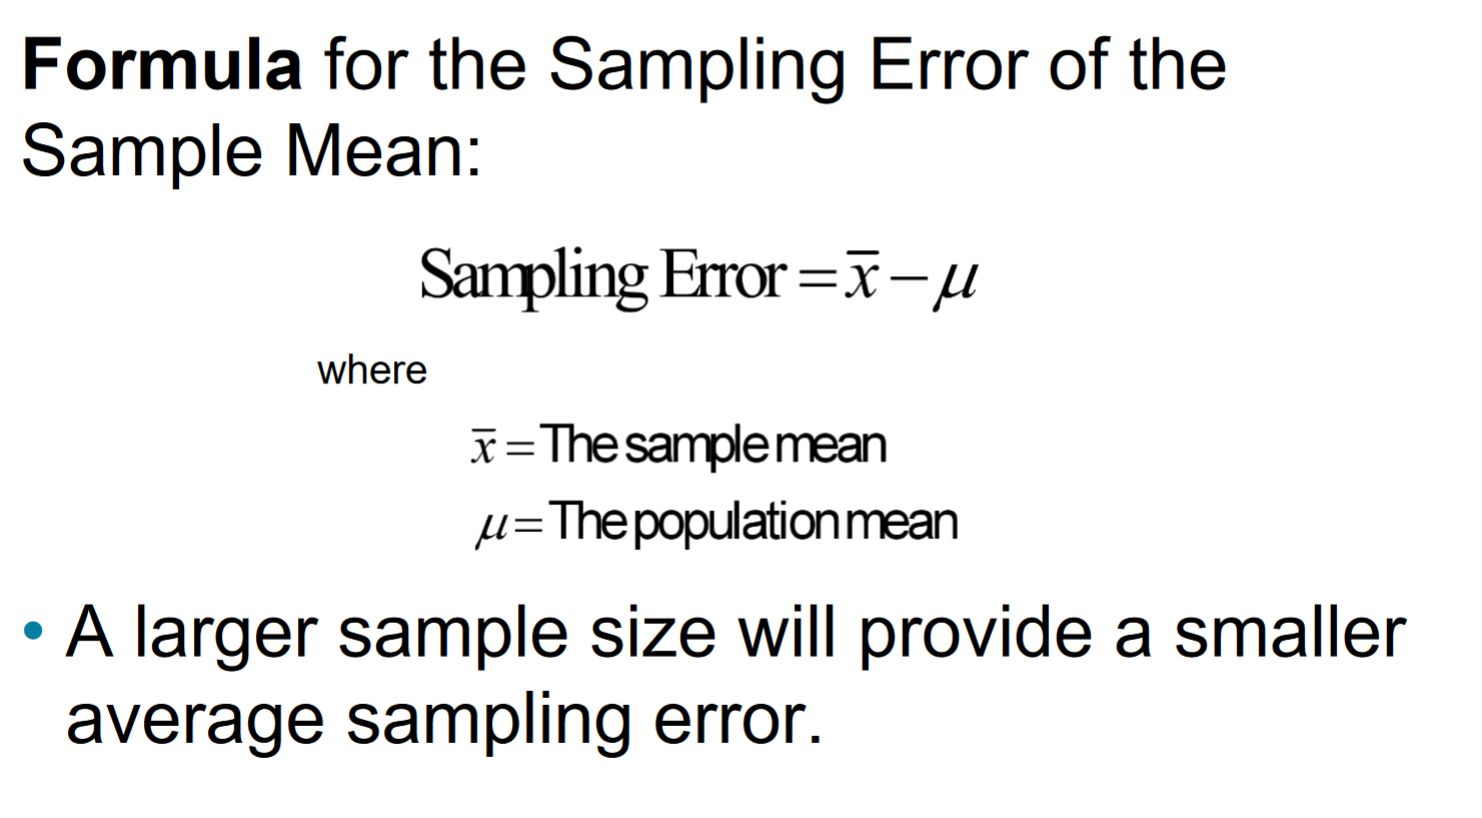 Formula for the Sampling Error of the
Sample Mean:
Sampling Error = x̄ − μ
where
x̄ = The sample mean
μ = The population mean
• A larger sample size will provide a smaller
average sampling error.